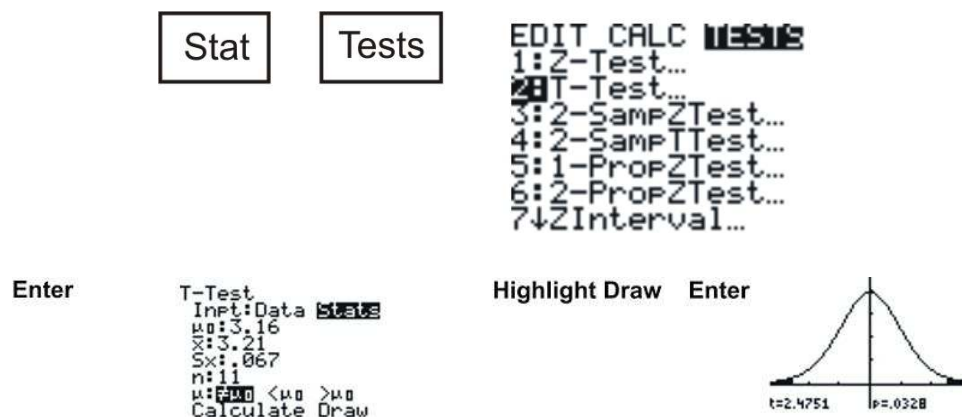 Stat
Tests
EDIT CALC TESTS
1:Z-Test…
2:T-Test…
3:2-SampZTest…
4:2-SampTTest…
5:1-PropZTest…
6:2-PropZTest…
7↓ZInterval…
Enter
T-Test
Inpt:Data Stats
μ0:3.16
x̄:3.21
Sx:.067
n:11
μ:≠μ0 <μ0 >μ0
Calculate Draw
Highlight Draw Enter
t=2.4751 p=.0328